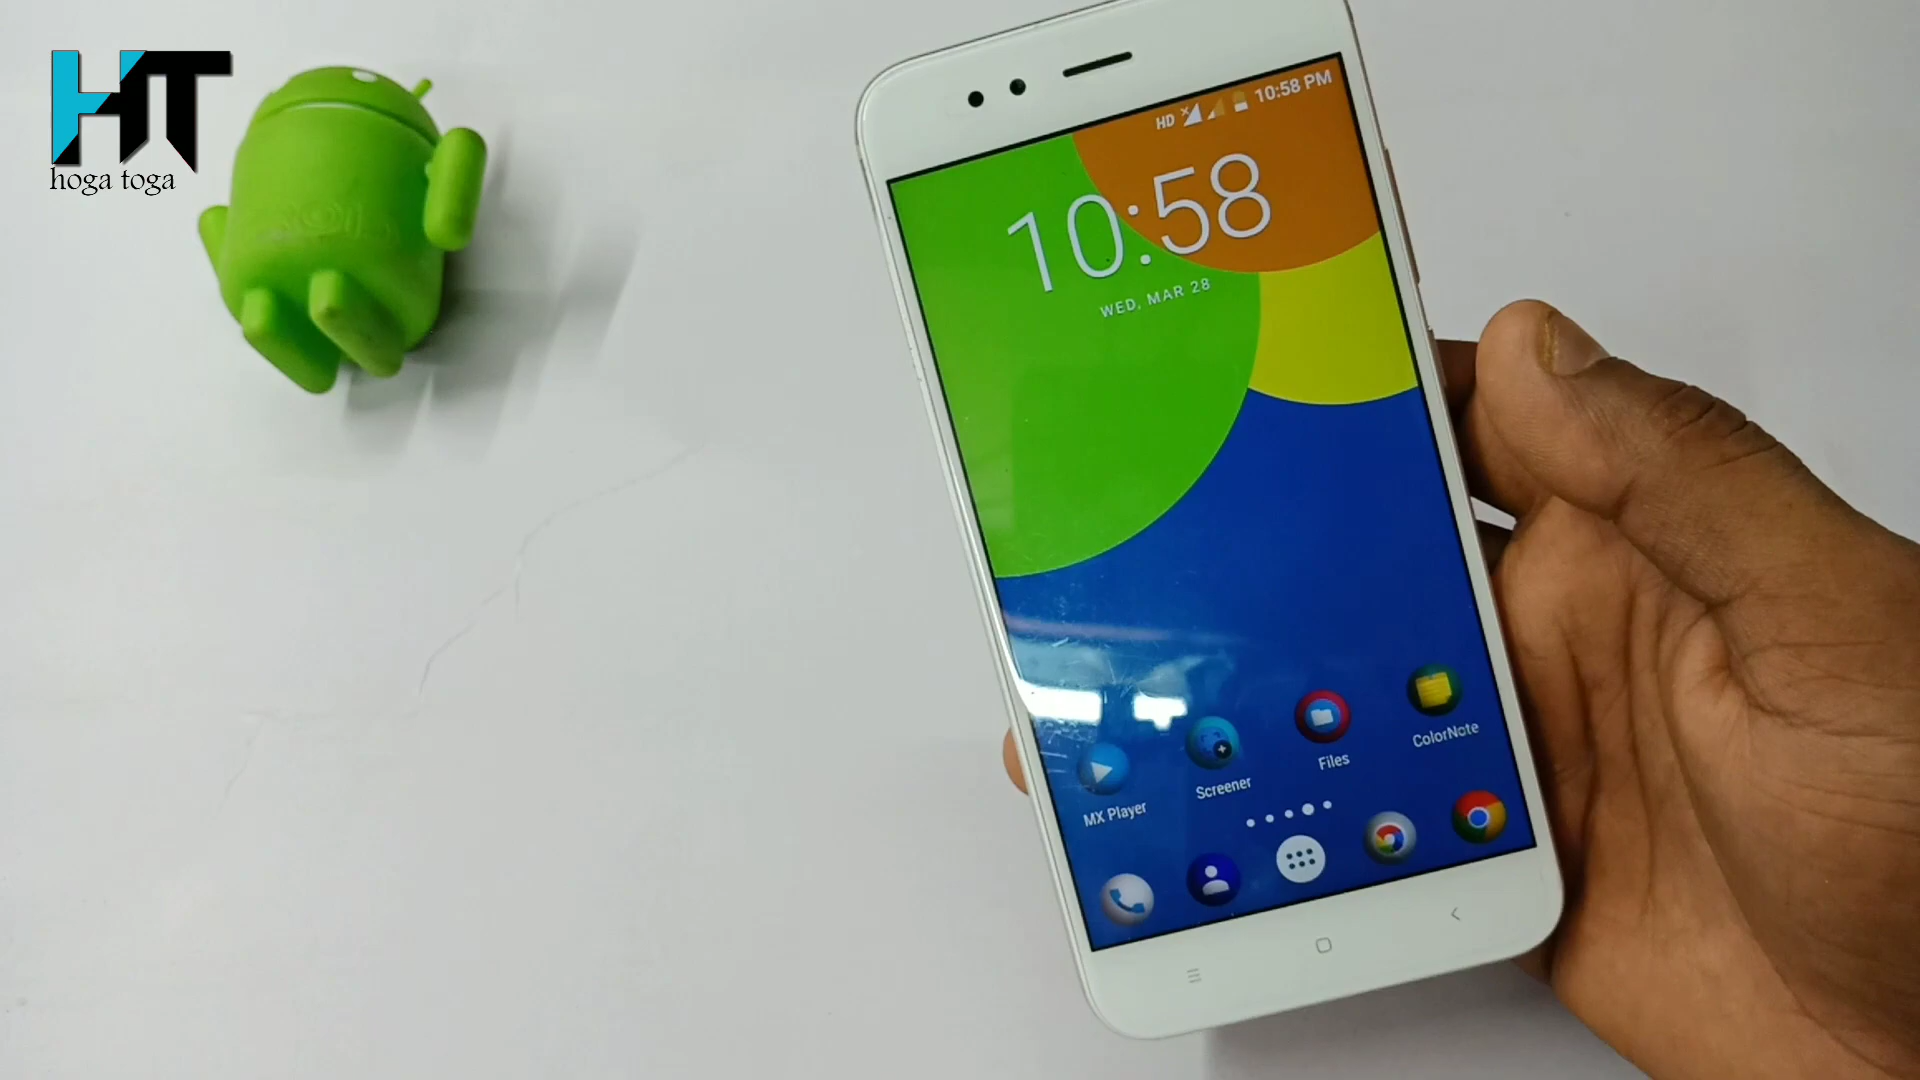 HT
hoga toga
HD 10:58 PM
10:58
WED, MAR 28
MX Player
Screener
Files
ColorNote